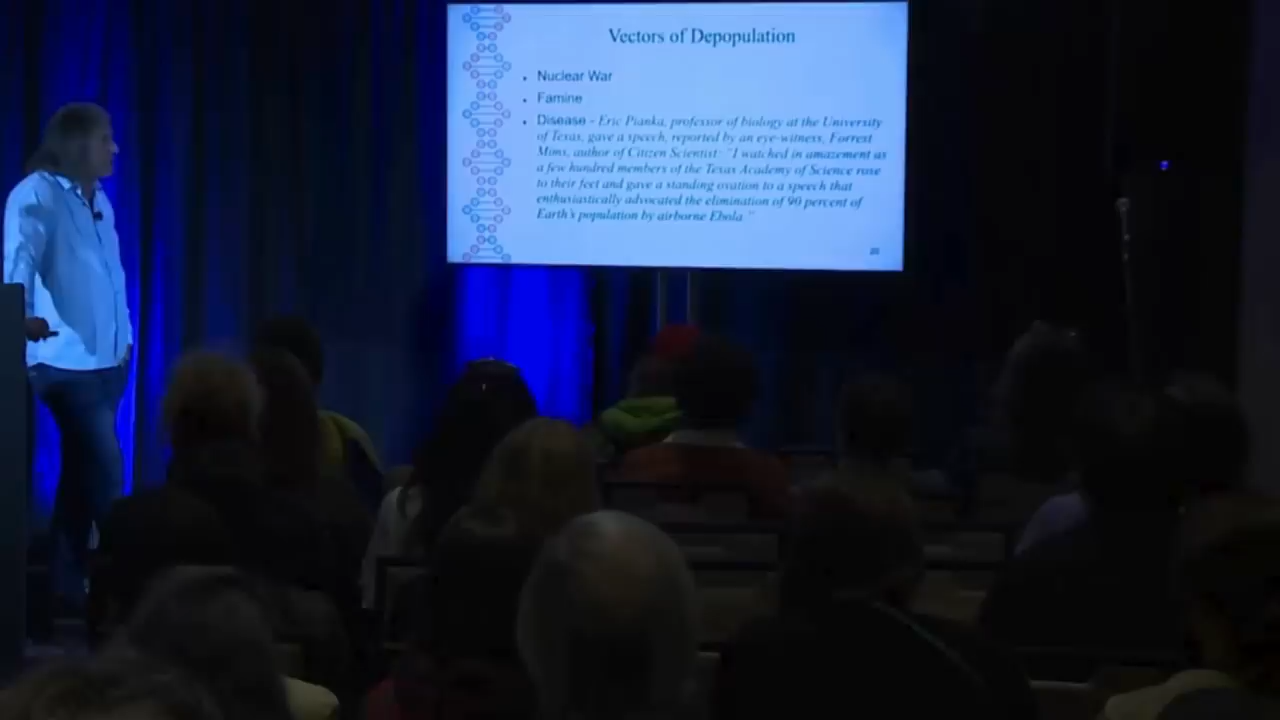 Vectors of Depopulation
• Nuclear War
• Famine
• Disease - Eric Pianka, professor of biology at the University
of Texas, gave a speech, reported by an eye-witness, Forrest
Mims, author of Citizen Scientist: "I watched in amazement as
a few hundred members of the Texas Academy of Science rose
to their feet and gave a standing ovation to a speech that
enthusiastically advocated the elimination of 90 percent of
Earth's population by airborne Ebola."